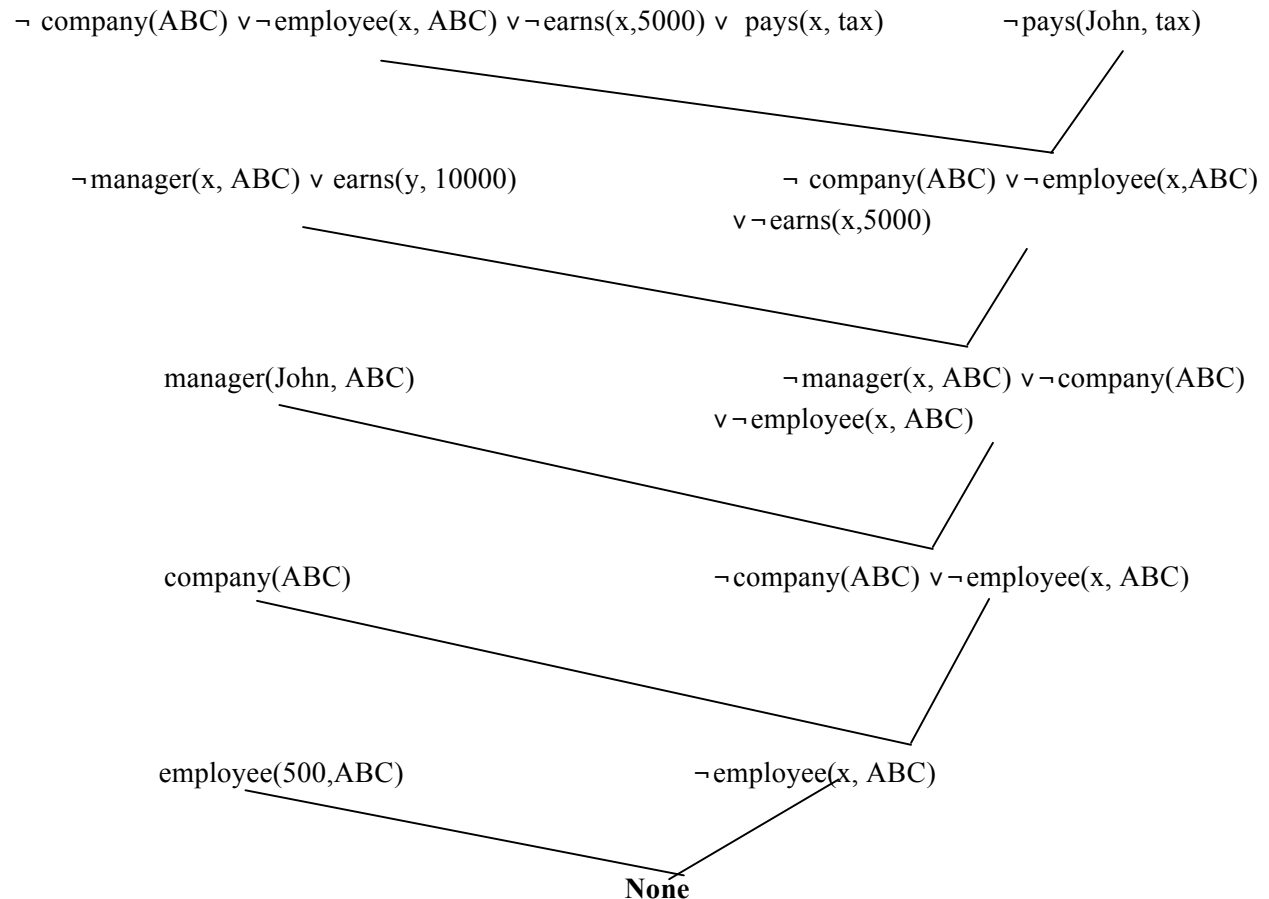 ¬ company(ABC) ∨¬employee(x, ABC) ∨¬earns(x,5000) ∨ pays(x, tax) ¬pays(John, tax)
¬manager(x, ABC) ∨ earns(y, 10000) ¬ company(ABC) ∨¬employee(x,ABC)
∨¬earns(x,5000)
manager(John, ABC) ¬manager(x, ABC) ∨¬company(ABC)
∨¬employee(x, ABC)
company(ABC) ¬company(ABC) ∨¬employee(x, ABC)
employee(500,ABC) ¬employee(x, ABC)
None